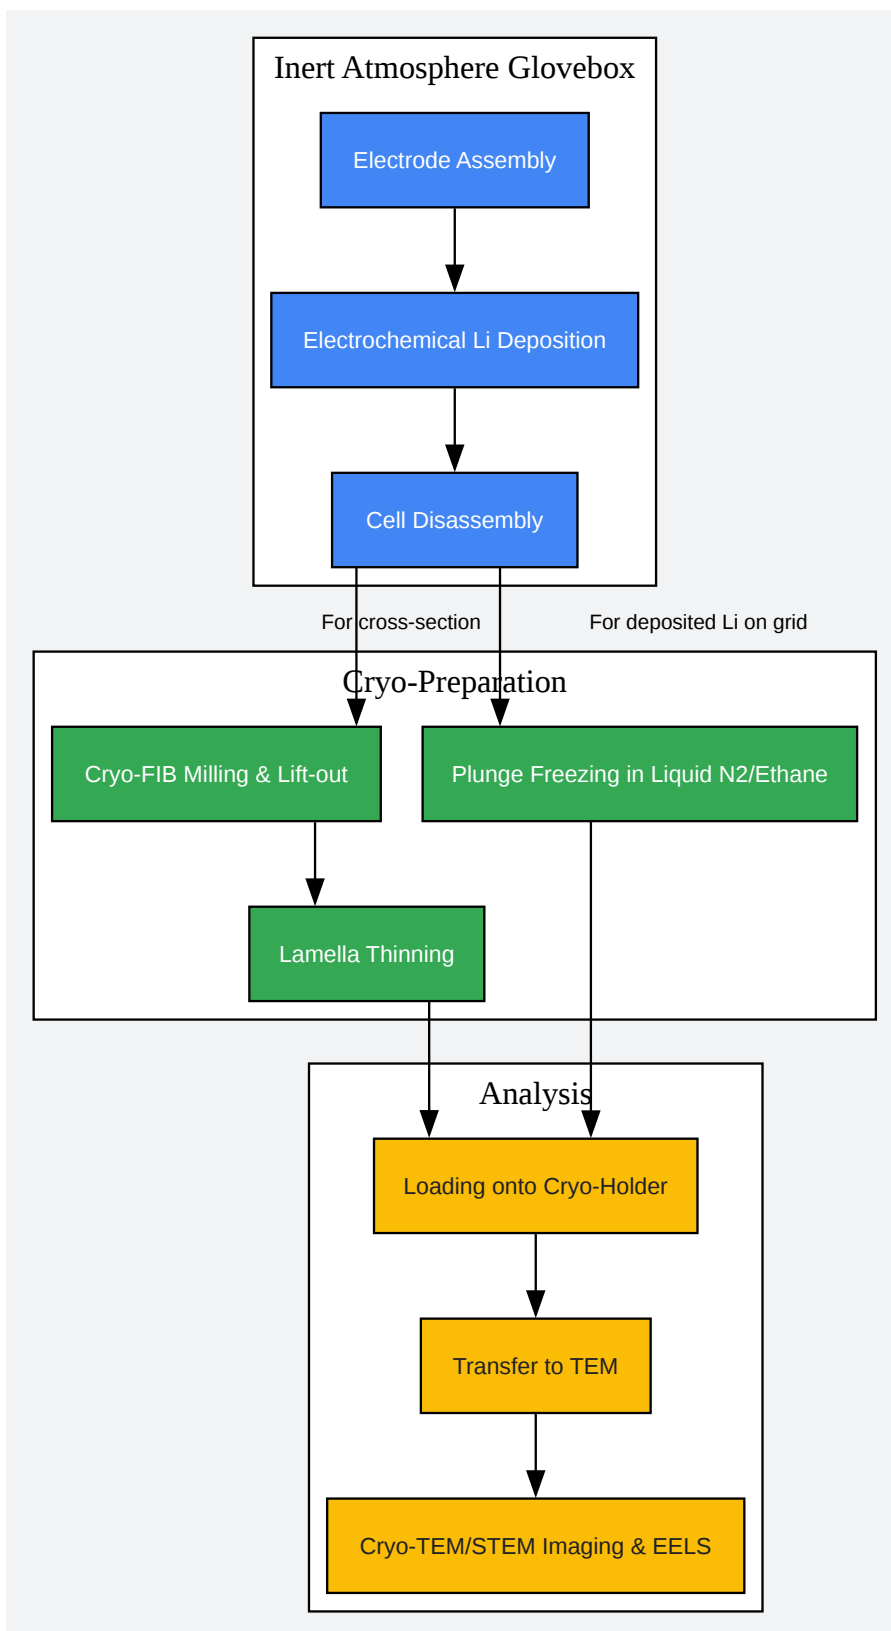 Inert Atmosphere Glovebox
Electrode Assembly
Electrochemical Li Deposition
Cell Disassembly
For cross-section
For deposited Li on grid
Cryo-Preparation
Cryo-FIB Milling & Lift-out
Plunge Freezing in Liquid N2/Ethane
Lamella Thinning
Analysis
Loading onto Cryo-Holder
Transfer to TEM
Cryo-TEM/STEM Imaging & EELS